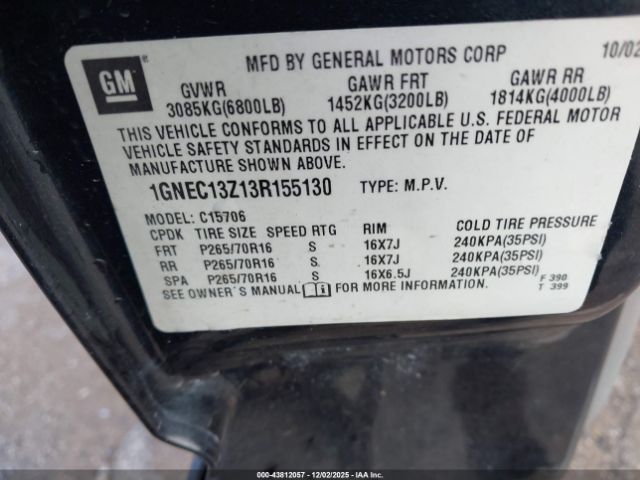 GM
MFD BY GENERAL MOTORS CORP 10/02
GVWR GAWR FRT GAWR RR
3085KG(6800LB) 1452KG(3200LB) 1814KG(4000LB)
THIS VEHICLE CONFORMS TO ALL APPLICABLE U.S. FEDERAL MOTOR
VEHICLE SAFETY STANDARDS IN EFFECT ON THE DATE OF
MANUFACTURE SHOWN ABOVE.
1GNEC13Z13R155130 TYPE: M.P.V.
MODEL: C15706
CPDK TIRE SIZE SPEED RTG RIM COLD TIRE PRESSURE
FRT P265/70R16 S 16X7J 240KPA(35PSI)
RR P265/70R16 S 16X7J 240KPA(35PSI)
SPA P265/70R16 S 16X6.5J 240KPA(35PSI)
SEE OWNER'S MANUAL FOR MORE INFORMATION.
F 390
T 399
© -- 43812057 - 12/02/2025 - IAAI.com